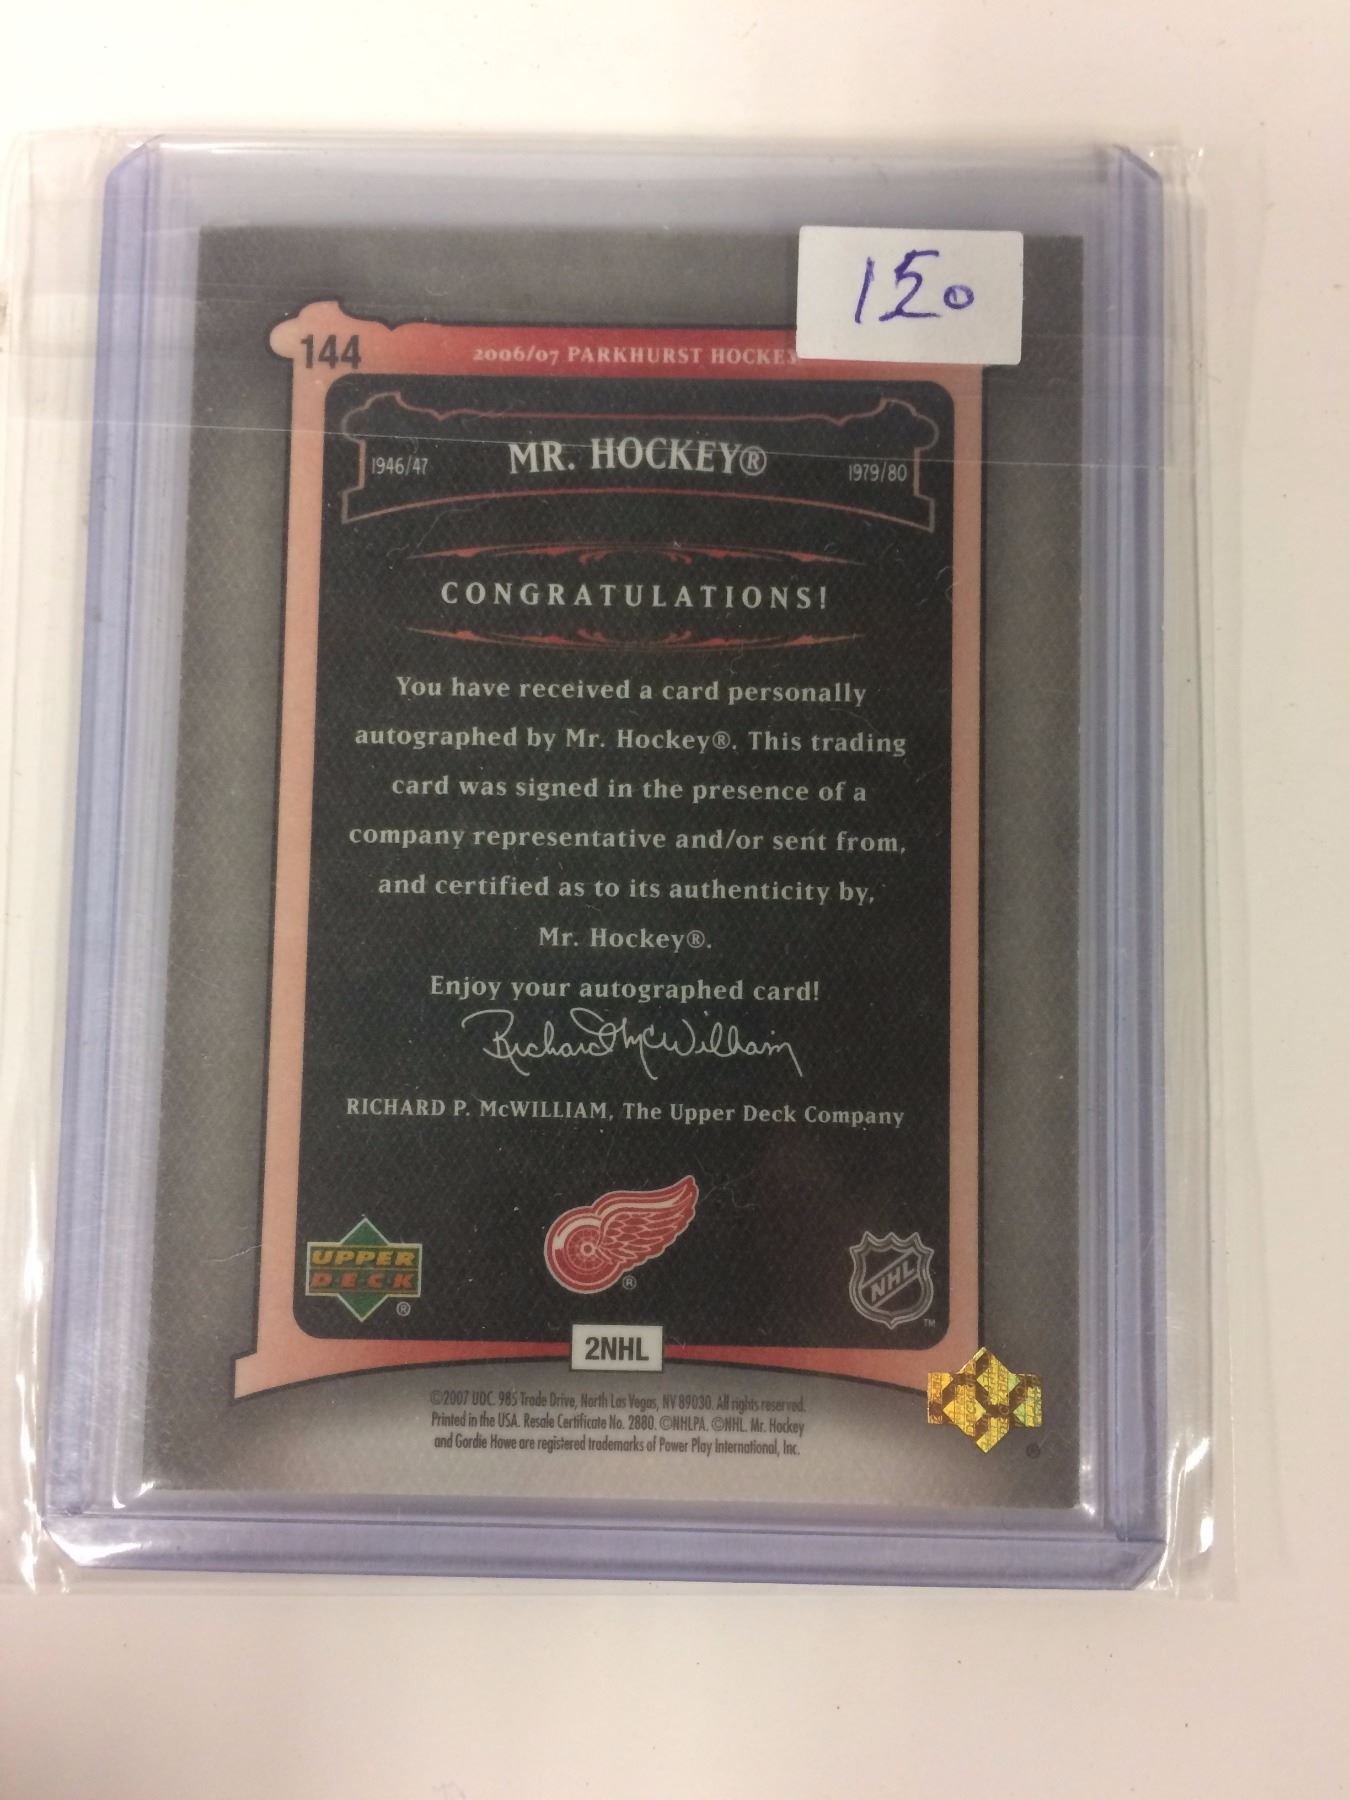 150
144
2006/07 PARKHURST HOCKEY
1946/47
MR. HOCKEY®
1979/80
CONGRATULATIONS!
You have received a card personally
autographed by Mr. Hockey®. This trading
card was signed in the presence of a
company representative and/or sent from,
and certified as to its authenticity by,
Mr. Hockey®.
Enjoy your autographed card!
Richard McWilliam
RICHARD P. McWILLIAM, The Upper Deck Company
UPPER
DECK
®
®
NHL
TM
2NHL
©2007 UDC. 985 Trade Drive, North Las Vegas, NV 89030. All rights reserved.
Printed in the USA. Resale Certificate No. 2880. ©NHLPA. ©NHL. Mr. Hockey
and Gordie Howe are registered trademarks of Power Play International, Inc.
®